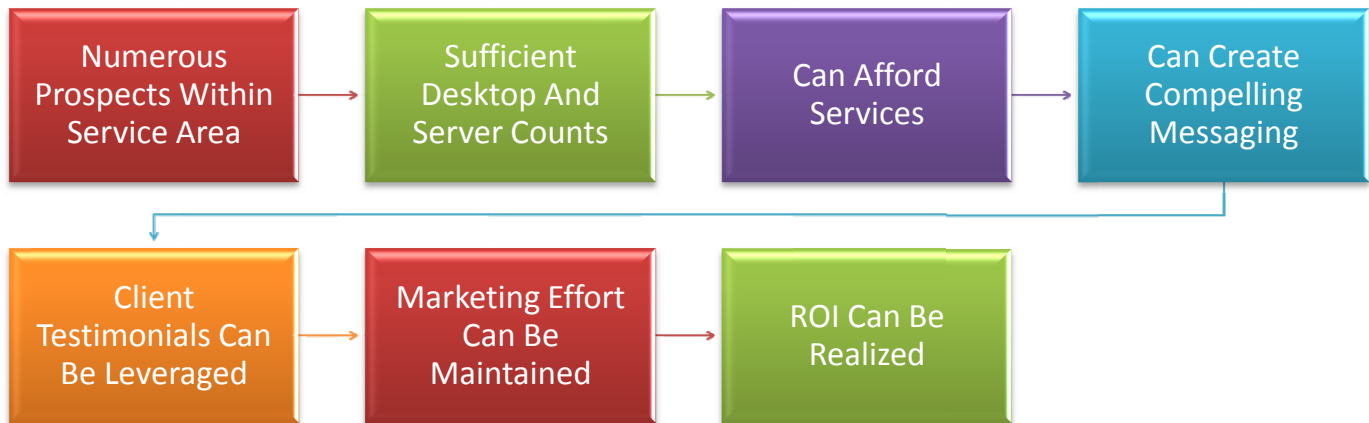 Numerous
Prospects Within
Service Area
Sufficient
Desktop And
Server Counts
Can Afford
Services
Can Create
Compelling
Messaging
Client
Testimonials Can
Be Leveraged
Marketing Effort
Can Be
Maintained
ROI Can Be
Realized